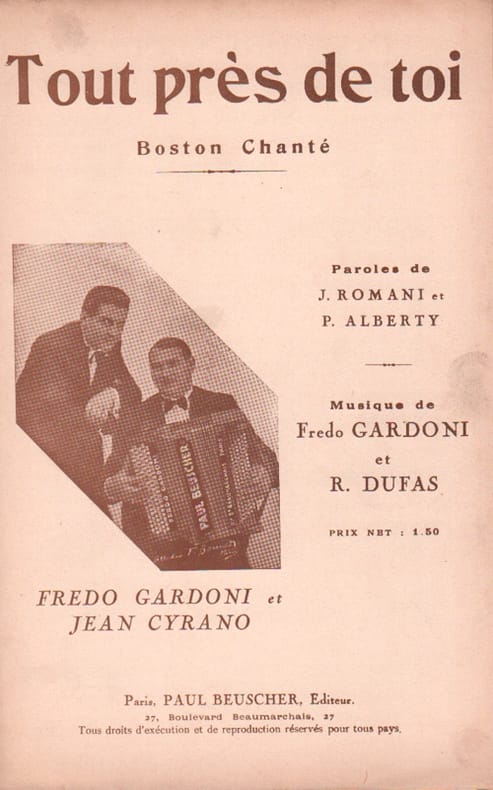 Tout près de toi
Boston Chanté
Paroles de
J. ROMANI et
P. ALBERTY
Musique de
Fredo GARDONI
et
R. DUFAS
PRIX NET : 1.50
FREDO GARDONI
PAUL BEUSCHER
FREDO GARDONI et
JEAN CYRANO
Paris, PAUL BEUSCHER, Editeur.
27, Boulevard Beaumarchais, 27
Tous droits d'exécution et de reproduction réservés pour tous pays.